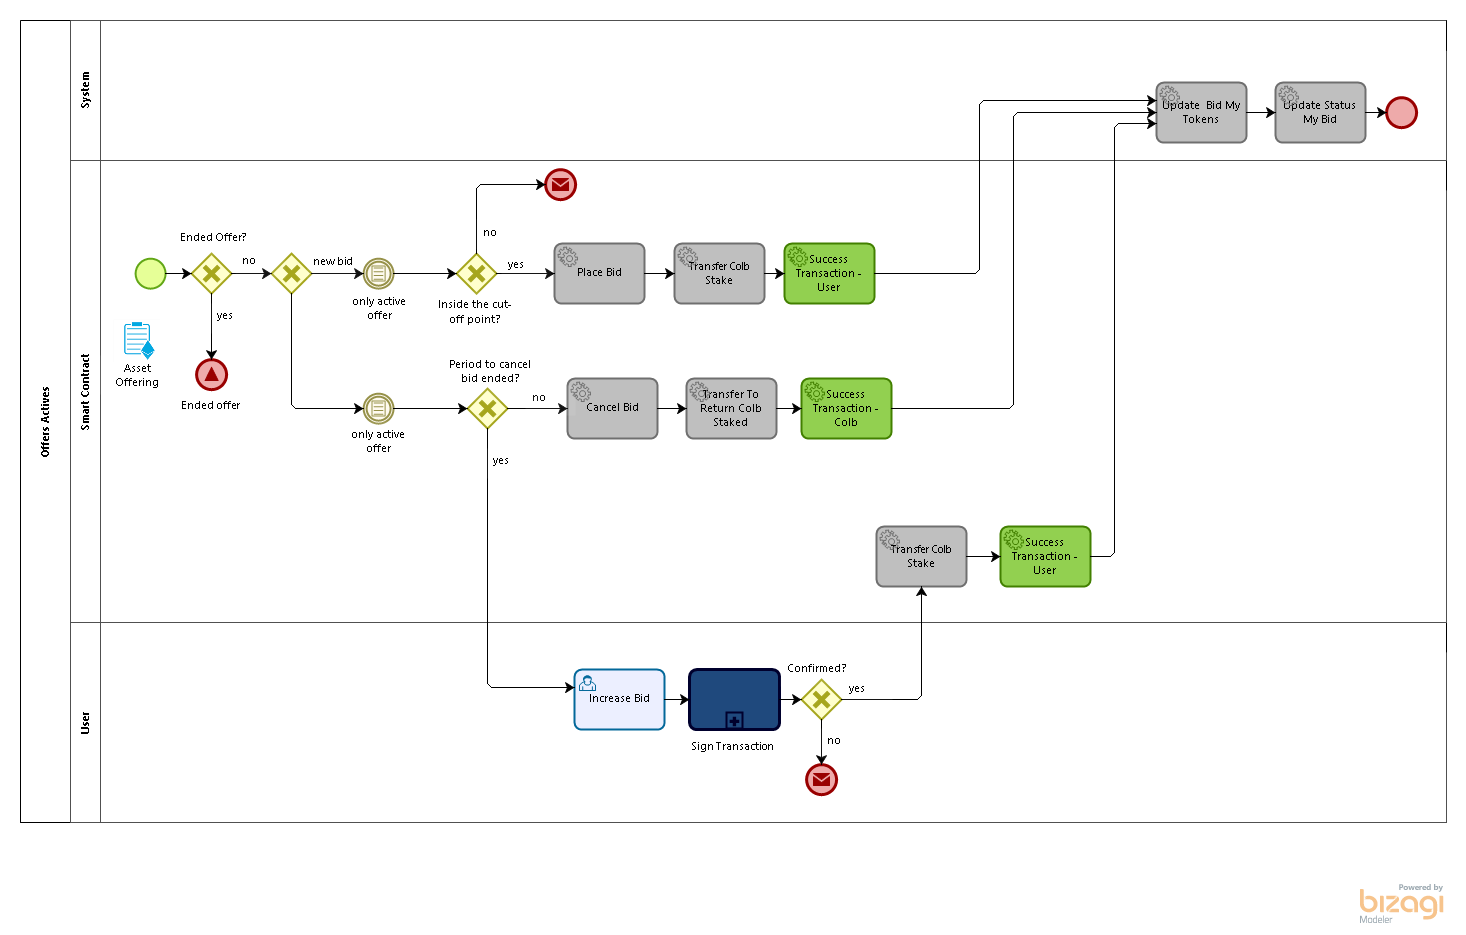 Offers Actives
System
Update  Bid My
Tokens
Update Status
My Bid
Smart Contract
Ended Offer?
no
yes
Ended offer
Asset
Offering
new bid
only active
offer
no
yes
Inside the cut-
off point?
Place Bid
Transfer Colb
Stake
Success
Transaction -
User
only active
offer
Period to cancel
bid ended?
no
yes
Cancel Bid
Transfer To
Return Colb
Staked
Success
Transaction -
Colb
Transfer Colb
Stake
Success
Transaction -
User
User
Increase Bid
Sign Transaction
Confirmed?
yes
no
Powered by
bizagi
Modeler